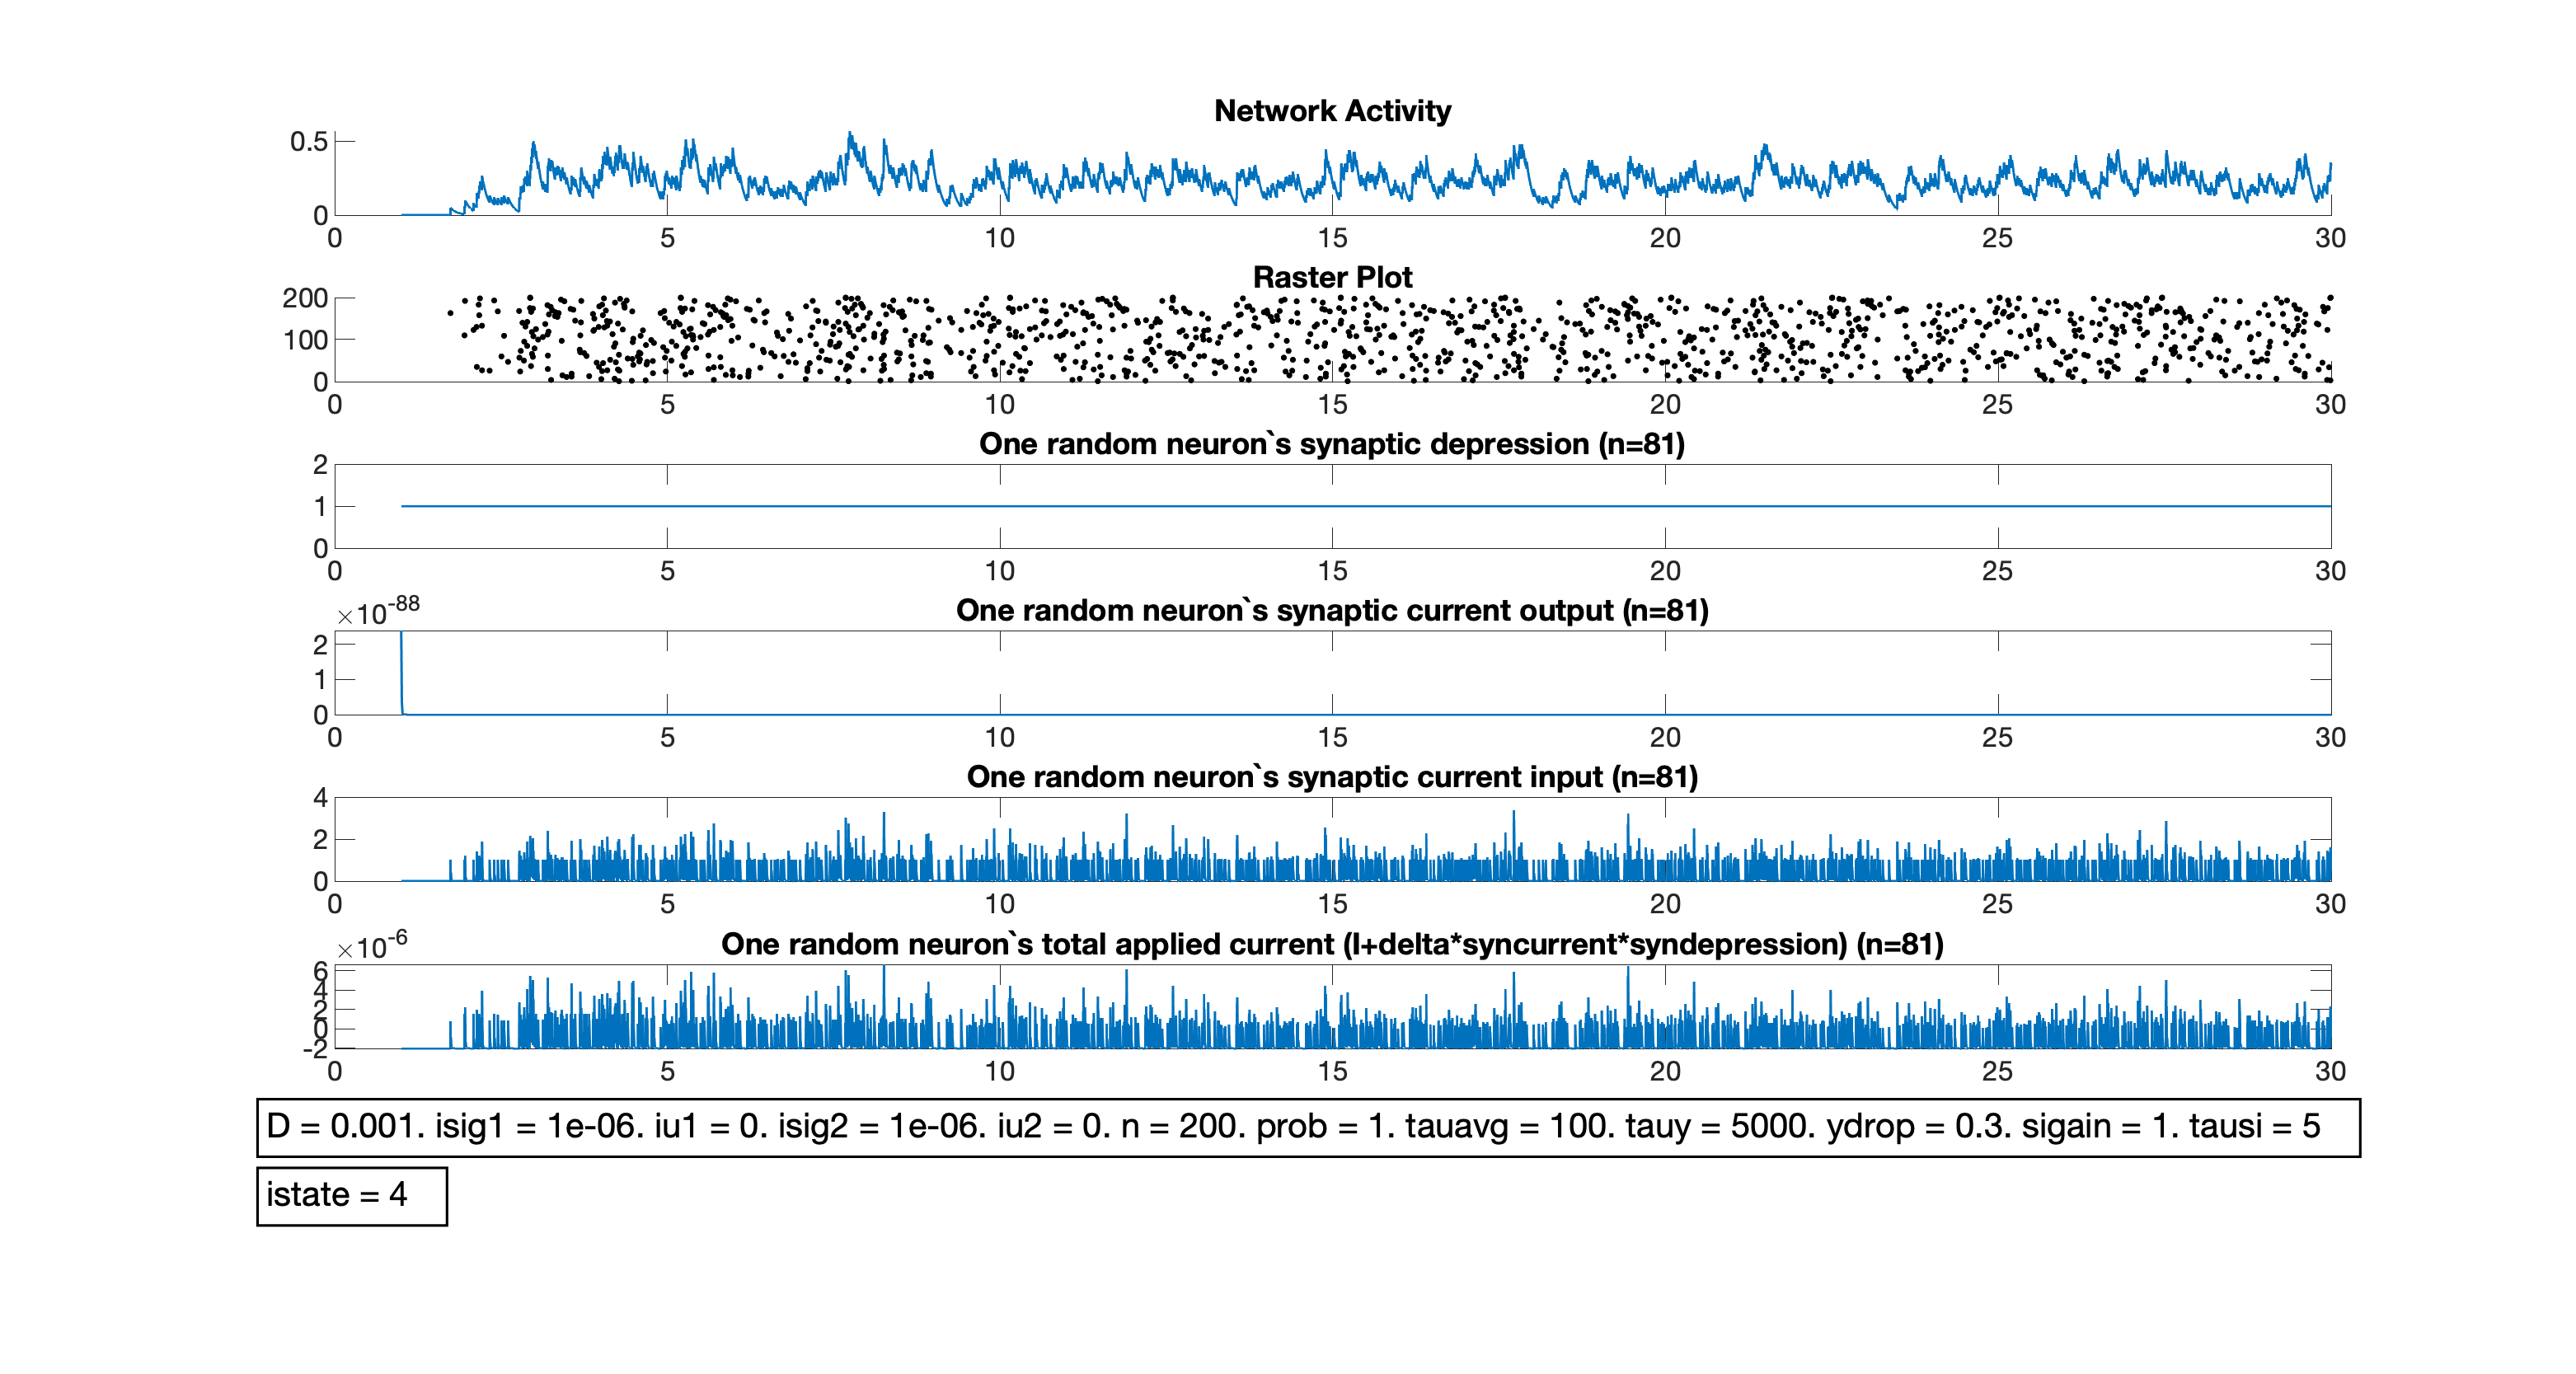 Network Activity
0.5
0
0 5 10 15 20 25 30
Raster Plot
200
100
0
0 5 10 15 20 25 30
One random neuron`s synaptic depression (n=81)
2
1
0
0 5 10 15 20 25 30
×10-88
One random neuron`s synaptic current output (n=81)
2
1
0
0 5 10 15 20 25 30
One random neuron`s synaptic current input (n=81)
4
2
0
0 5 10 15 20 25 30
×10-6
One random neuron`s total applied current (I+delta*syncurrent*syndepression) (n=81)
6
4
2
0
-2
0 5 10 15 20 25 30
D = 0.001. isig1 = 1e-06. iu1 = 0. isig2 = 1e-06. iu2 = 0. n = 200. prob = 1. tauavg = 100. tauy = 5000. ydrop = 0.3. sigain = 1. tausi = 5
istate = 4